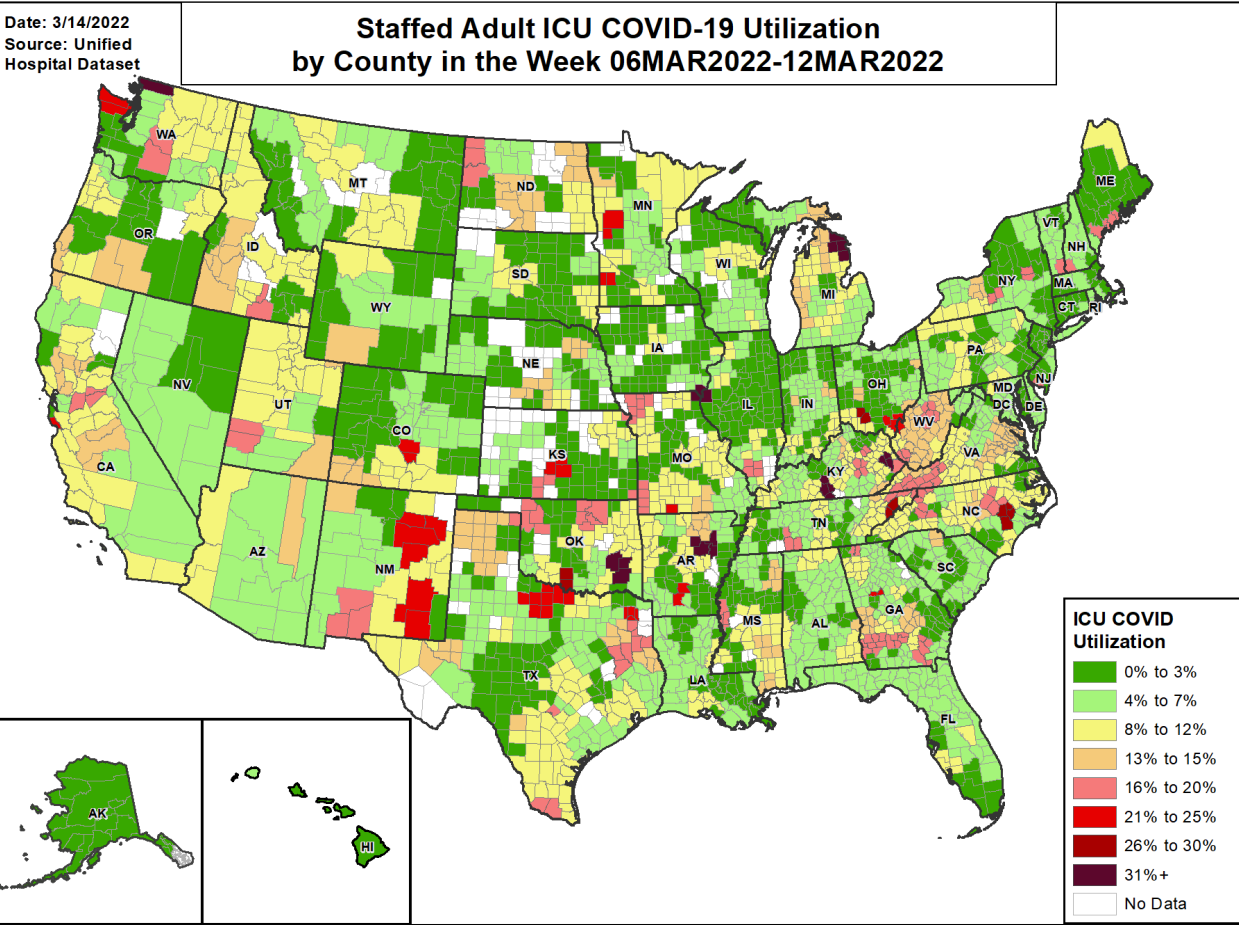 Date: 3/14/2022
Source: Unified
Hospital Dataset
Staffed Adult ICU COVID-19 Utilization
by County in the Week 06MAR2022-12MAR2022
WA
MT
ND
MN
ME
VT
NH
OR
ID
SD
WI
MI
NY
MA
CT
RI
WY
NE
IA
PA
NJ
NV
UT
CO
KS
MO
IL
IN
OH
MD
DC
DE
WV
VA
KY
CA
AZ
NM
OK
AR
TN
NC
SC
TX
LA
MS
AL
GA
FL
AK
HI
ICU COVID
Utilization
0% to 3%
4% to 7%
8% to 12%
13% to 15%
16% to 20%
21% to 25%
26% to 30%
31%+
No Data